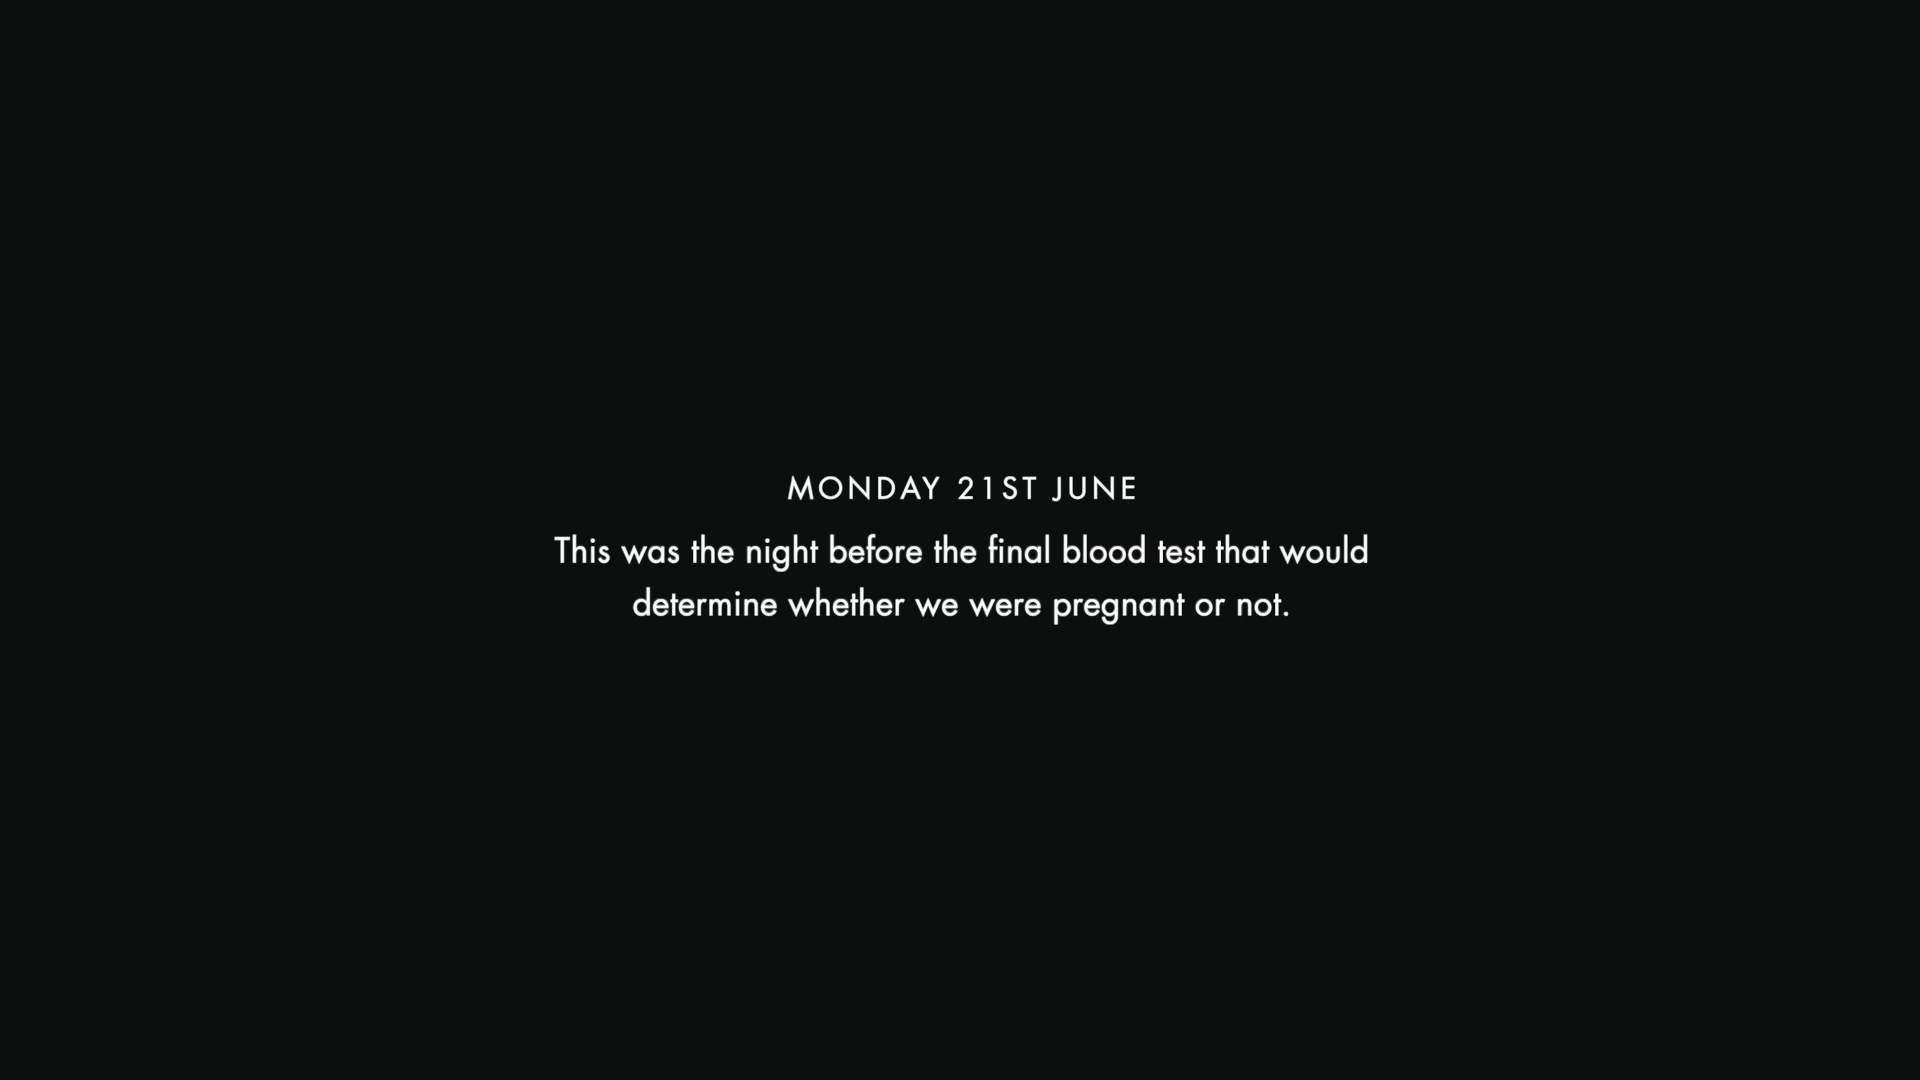 MONDAY 21ST JUNE
This was the night before the final blood test that would
determine whether we were pregnant or not.